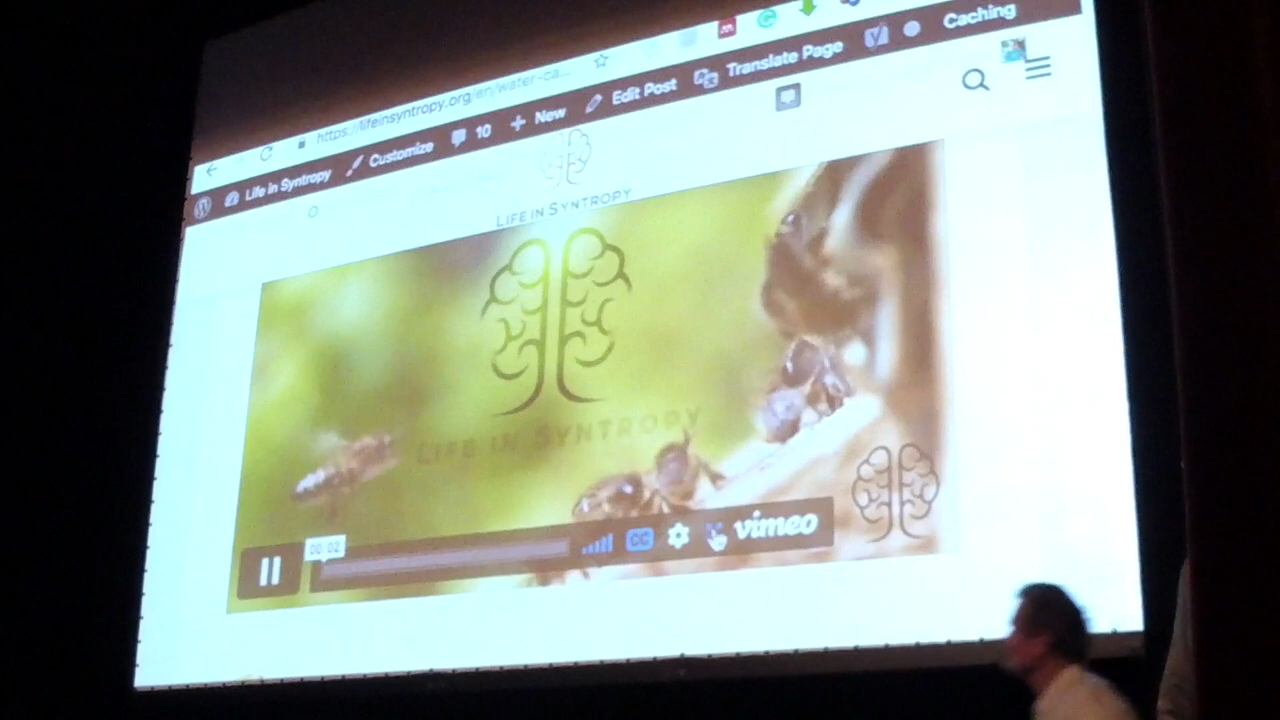 https://lifeinsyntropy.org/en/water-ca...
Life in Syntropy Customize 10 New Edit Post Translate Page Caching
LIFE IN SYNTROPY
LIFE IN SYNTROPY
00:02
CC vimeo